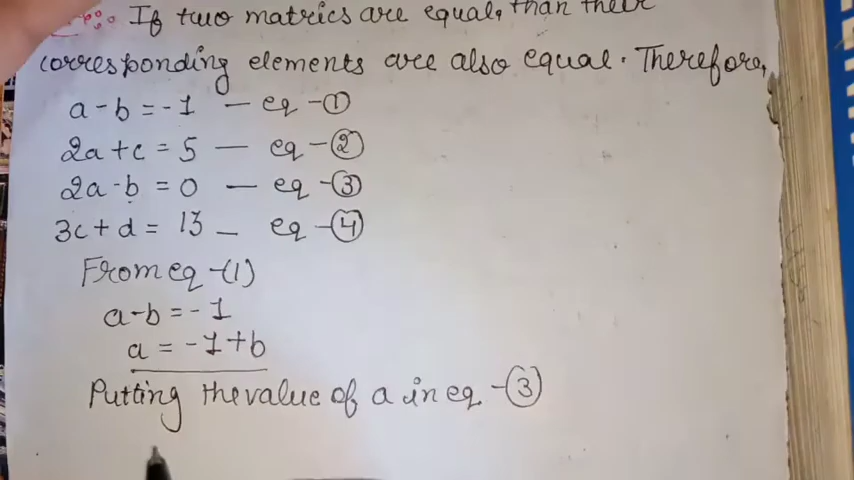 If two matrics are equal, than their
corresponding elements are also equal. Therefore,
a - b = - 1 — eq - ①
2a + c = 5 — eq - ②
2a - b = 0 — eq - ③
3c + d = 13 — eq - ④
From eq - (1)
a - b = - 1
a = - 1 + b
Putting the value of a in eq - ③